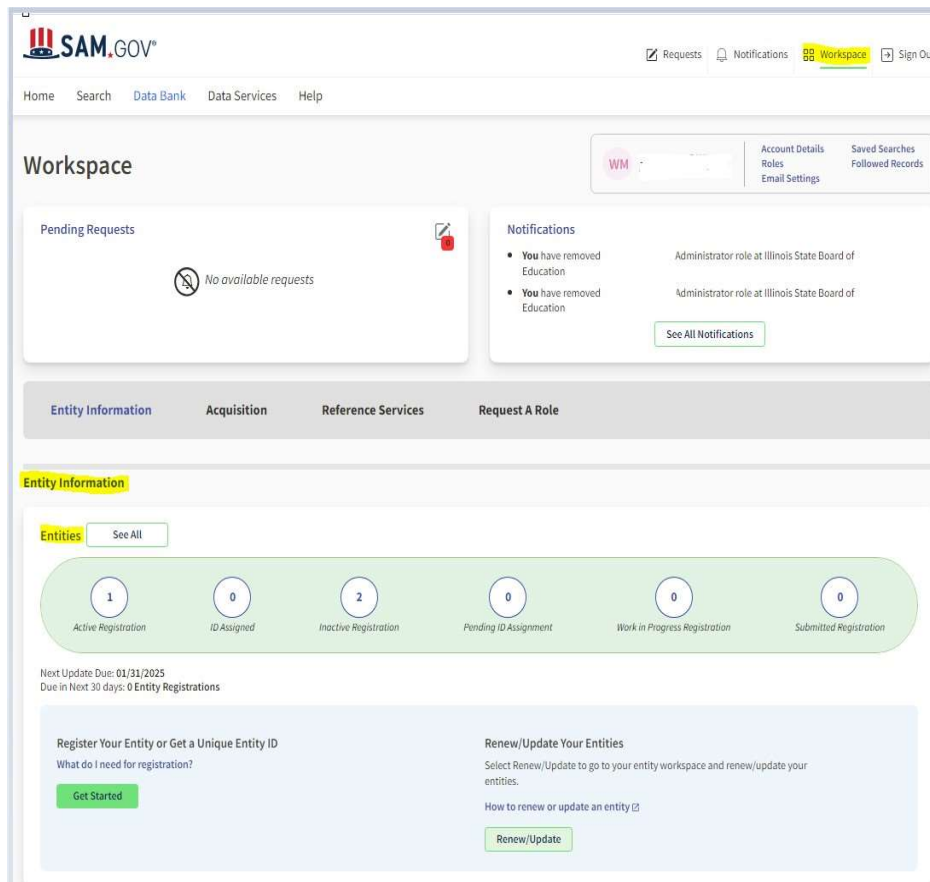 SAM.GOV®
Requests Notifications Workspace Sign Ou
Home Search Data Bank Data Services Help
Workspace
WM
Account Details Saved Searches
Roles Followed Records
Email Settings
Pending Requests
0
No available requests
Notifications
You have removed Administrator role at Illinois State Board of
Education
You have removed Administrator role at Illinois State Board of
Education
See All Notifications
Entity Information Acquisition Reference Services Request A Role
Entity Information
Entities See All
1 0 2 0 0 0
Active Registration ID Assigned Inactive Registration Pending ID Assignment Work in Progress Registration Submitted Registration
Next Update Due: 01/31/2025
Due in Next 30 days: 0 Entity Registrations
Register Your Entity or Get a Unique Entity ID
What do I need for registration?
Get Started
Renew/Update Your Entities
Select Renew/Update to go to your entity workspace and renew/update your
entities.
How to renew or update an entity
Renew/Update